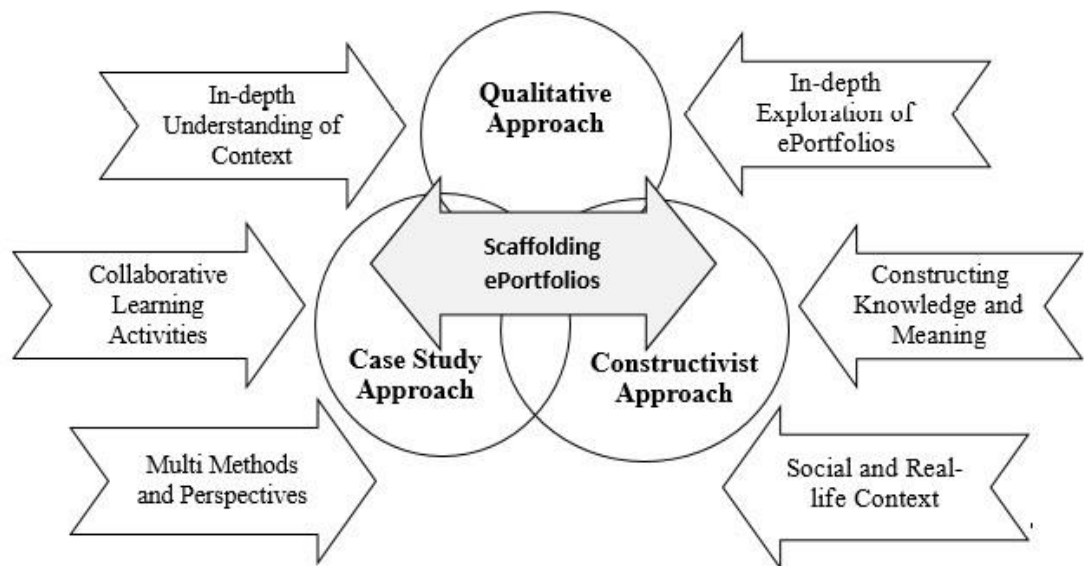 Qualitative
Approach
In-depth
Understanding of
Context
In-depth
Exploration of
ePortfolios
Scaffolding
ePortfolios
Collaborative
Learning
Activities
Constructing
Knowledge and
Meaning
Case Study
Approach
Constructivist
Approach
Multi Methods
and Perspectives
Social and Real-
life Context